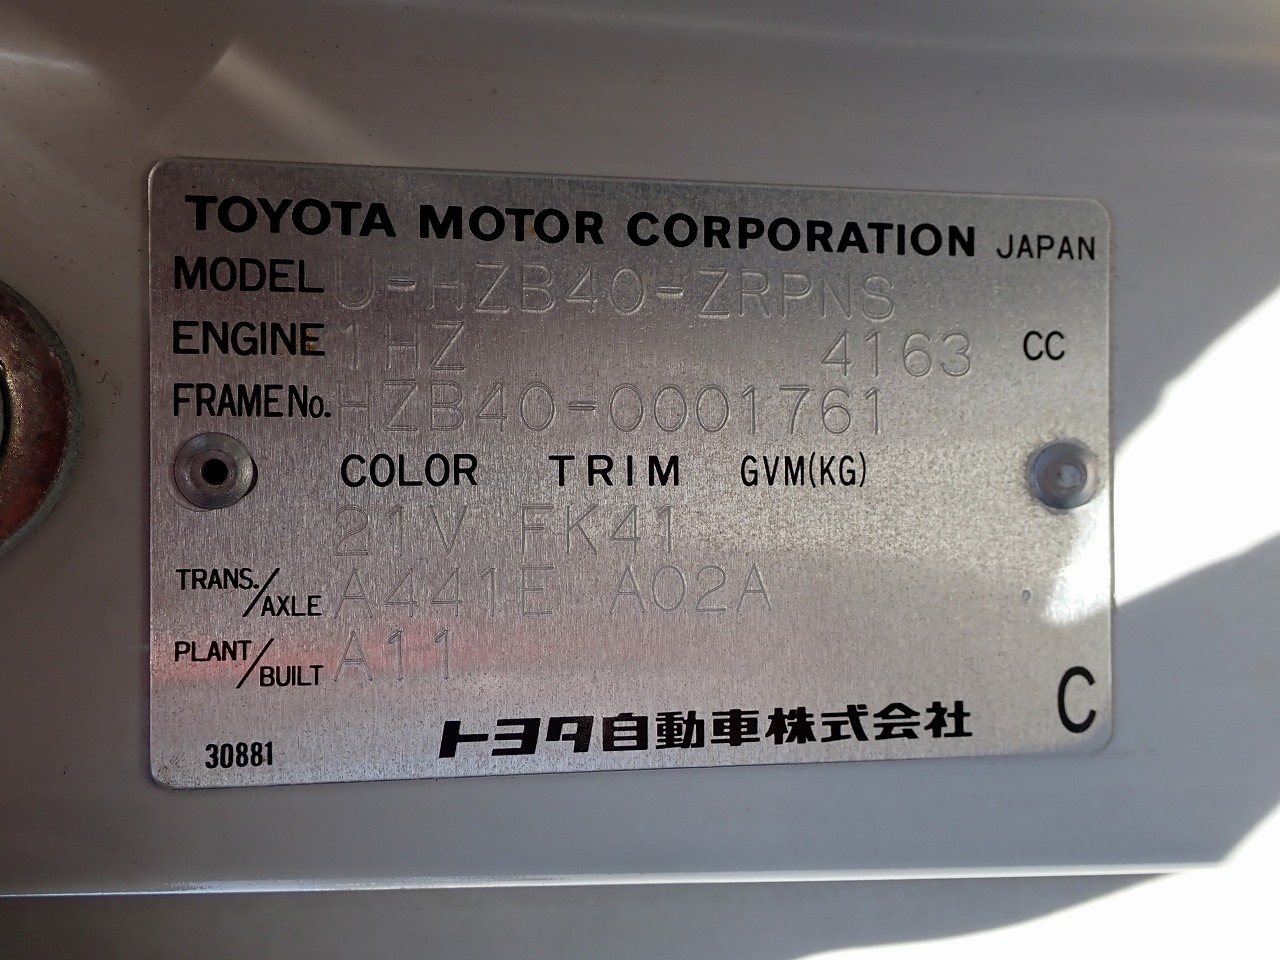 TOYOTA MOTOR CORPORATION JAPAN
MODEL U-HZB40-ZRPNS
ENGINE 1HZ 4163 CC
FRAME No. HZB40-0001761
COLOR TRIM GVM(KG)
21V FK41
TRANS./AXLE A441E A02A
PLANT/BUILT A11
C
30881 トヨタ自動車株式会社